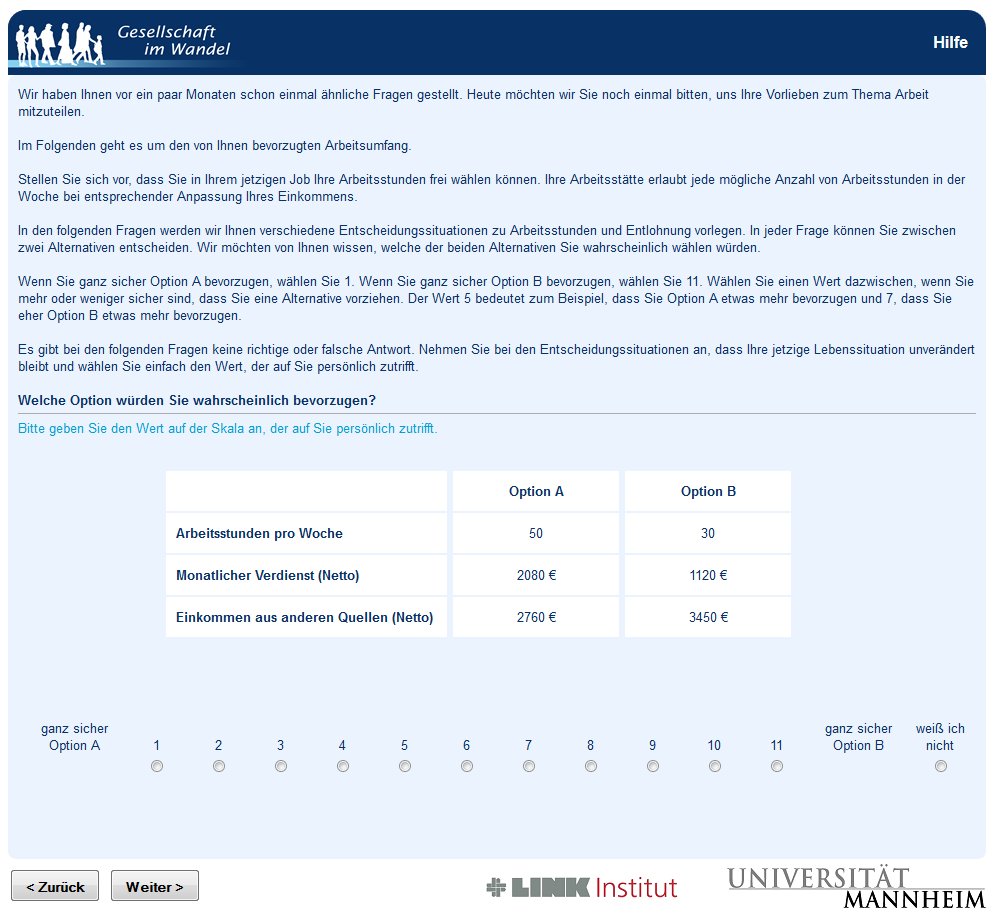 Gesellschaft
im Wandel
Hilfe
Wir haben Ihnen vor ein paar Monaten schon einmal ähnliche Fragen gestellt. Heute möchten wir Sie noch einmal bitten, uns Ihre Vorlieben zum Thema Arbeit
mitzuteilen.
Im Folgenden geht es um den von Ihnen bevorzugten Arbeitsumfang.
Stellen Sie sich vor, dass Sie in Ihrem jetzigen Job Ihre Arbeitsstunden frei wählen können. Ihre Arbeitsstätte erlaubt jede mögliche Anzahl von Arbeitsstunden in der
Woche bei entsprechender Anpassung Ihres Einkommens.
In den folgenden Fragen werden wir Ihnen verschiedene Entscheidungssituationen zu Arbeitsstunden und Entlohnung vorlegen. In jeder Frage können Sie zwischen
zwei Alternativen entscheiden. Wir möchten von Ihnen wissen, welche der beiden Alternativen Sie wahrscheinlich wählen würden.
Wenn Sie ganz sicher Option A bevorzugen, wählen Sie 1. Wenn Sie ganz sicher Option B bevorzugen, wählen Sie 11. Wählen Sie einen Wert dazwischen, wenn Sie
mehr oder weniger sicher sind, dass Sie eine Alternative vorziehen. Der Wert 5 bedeutet zum Beispiel, dass Sie Option A etwas mehr bevorzugen und 7, dass Sie
eher Option B etwas mehr bevorzugen.
Es gibt bei den folgenden Fragen keine richtige oder falsche Antwort. Nehmen Sie bei den Entscheidungssituationen an, dass Ihre jetzige Lebenssituation unverändert
bleibt und wählen Sie einfach den Wert, der auf Sie persönlich zutrifft.
Welche Option würden Sie wahrscheinlich bevorzugen?
Bitte geben Sie den Wert auf der Skala an, der auf Sie persönlich zutrifft.
Option A Option B
Arbeitsstunden pro Woche 50 30
Monatlicher Verdienst (Netto) 2080 € 1120 €
Einkommen aus anderen Quellen (Netto) 2760 € 3450 €
ganz sicher ganz sicher weiß ich
Option A 1 2 3 4 5 6 7 8 9 10 11 Option B nicht
< Zurück Weiter >
LINK Institut
UNIVERSITÄT
MANNHEIM